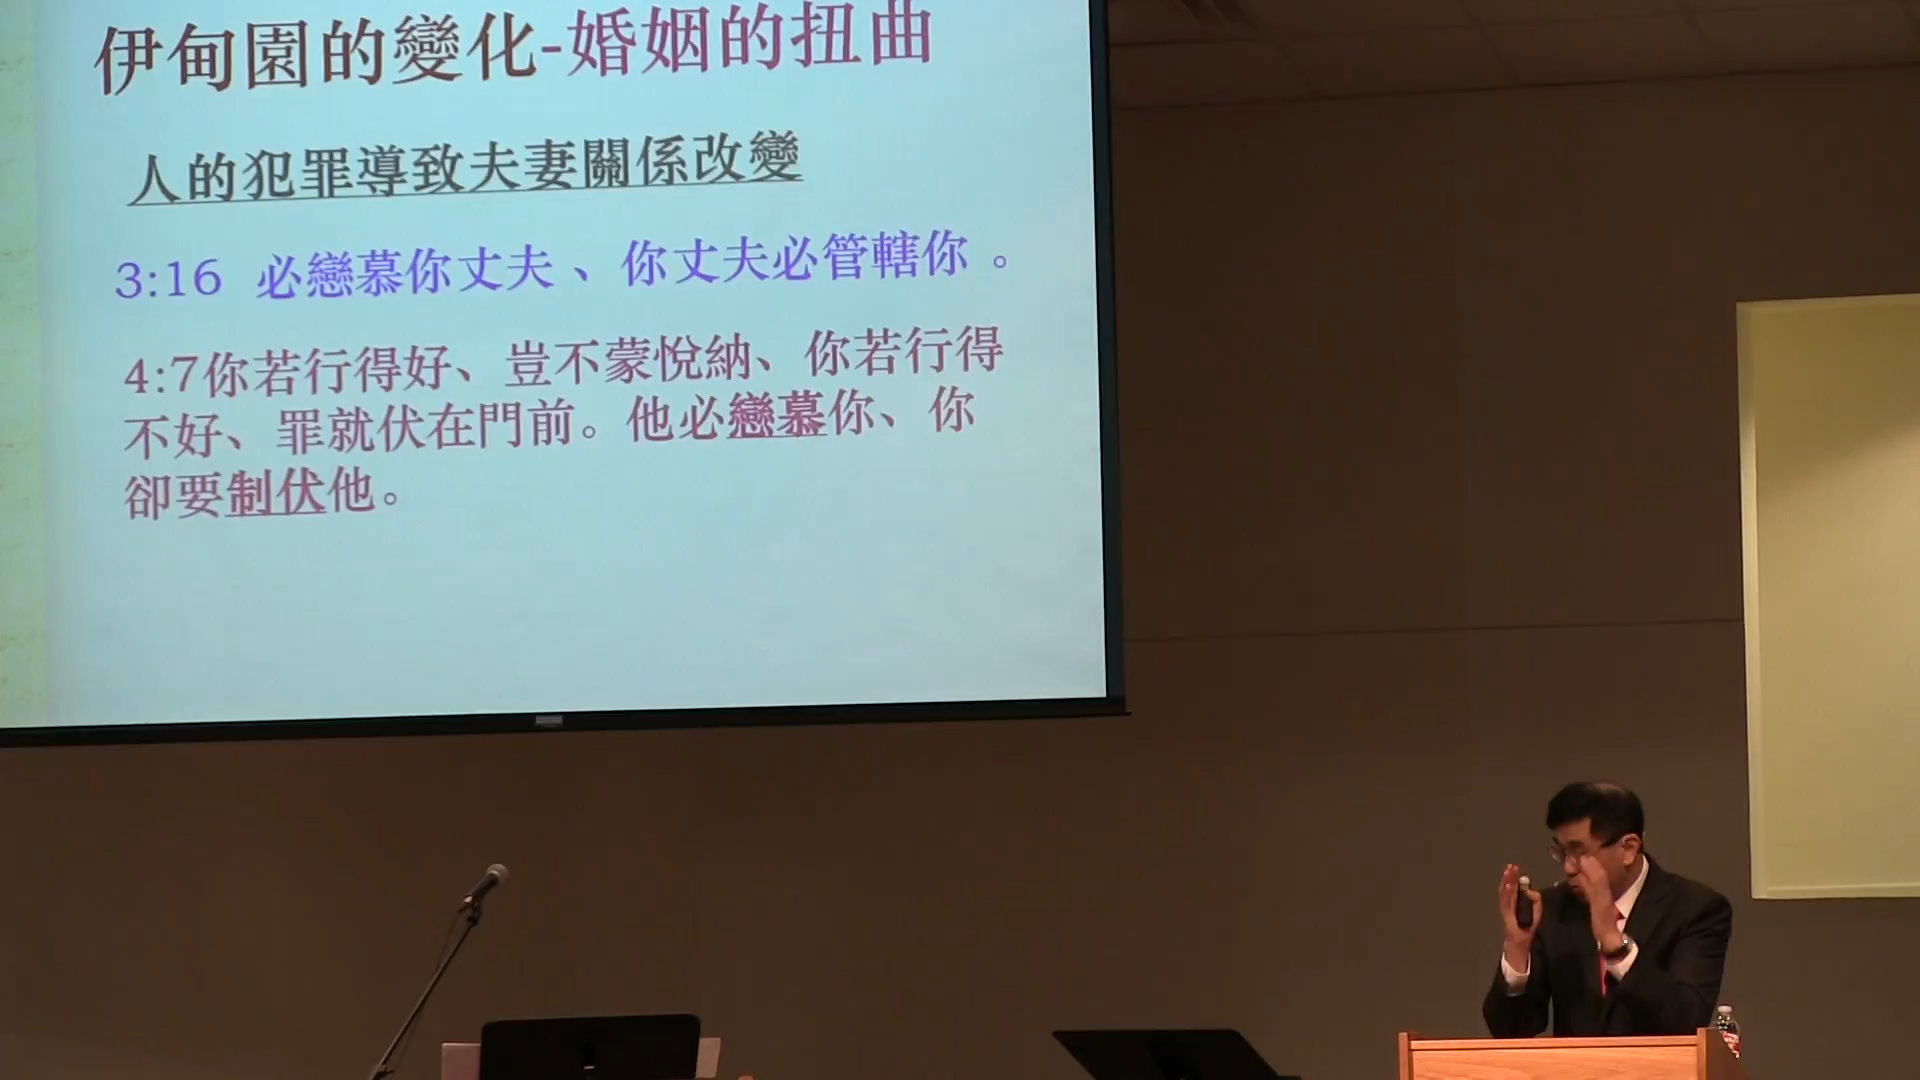 伊甸園的變化-婚姻的扭曲
人的犯罪導致夫妻關係改變
3:16 必戀慕你丈夫、你丈夫必管轄你。
4:7你若行得好、豈不蒙悅納、你若行得
不好、罪就伏在門前。他必戀慕你、你
卻要制伏他。